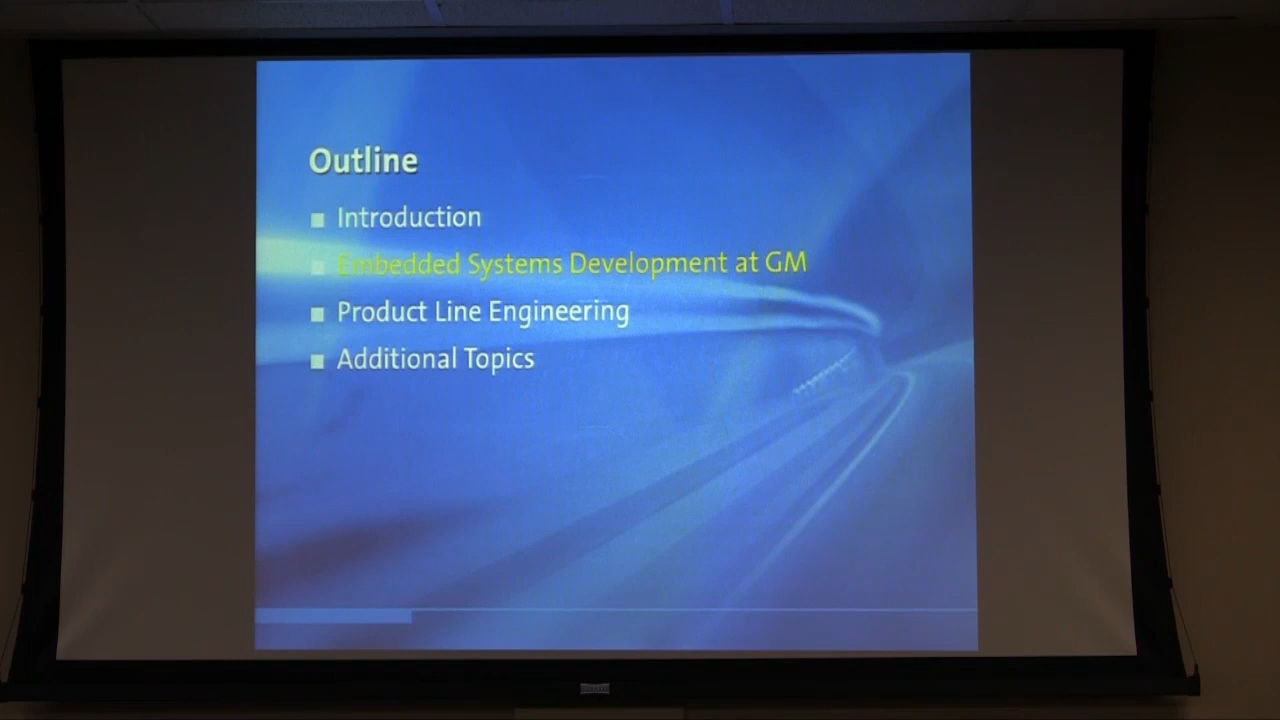 Outline
Introduction
Embedded Systems Development at GM
Product Line Engineering
Additional Topics